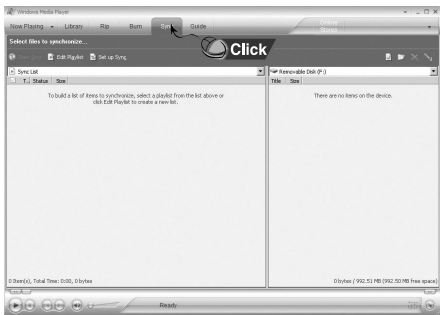 Windows Media Player
Now Playing Library Rip Burn Sync Guide Online Stores
Click
Select files to synchronize...
Edit Playlist Set up Sync
Sync List
Removable Disk (F:)
T... Status Size
Title Size
To build a list of items to synchronize, select a playlist from the list above or
click Edit Playlist to create a new list.
There are no items on the device.
0 Item(s), Total Time: 0:00, 0 bytes
0 bytes / 992.51 MB (992.50 MB free space)
Ready